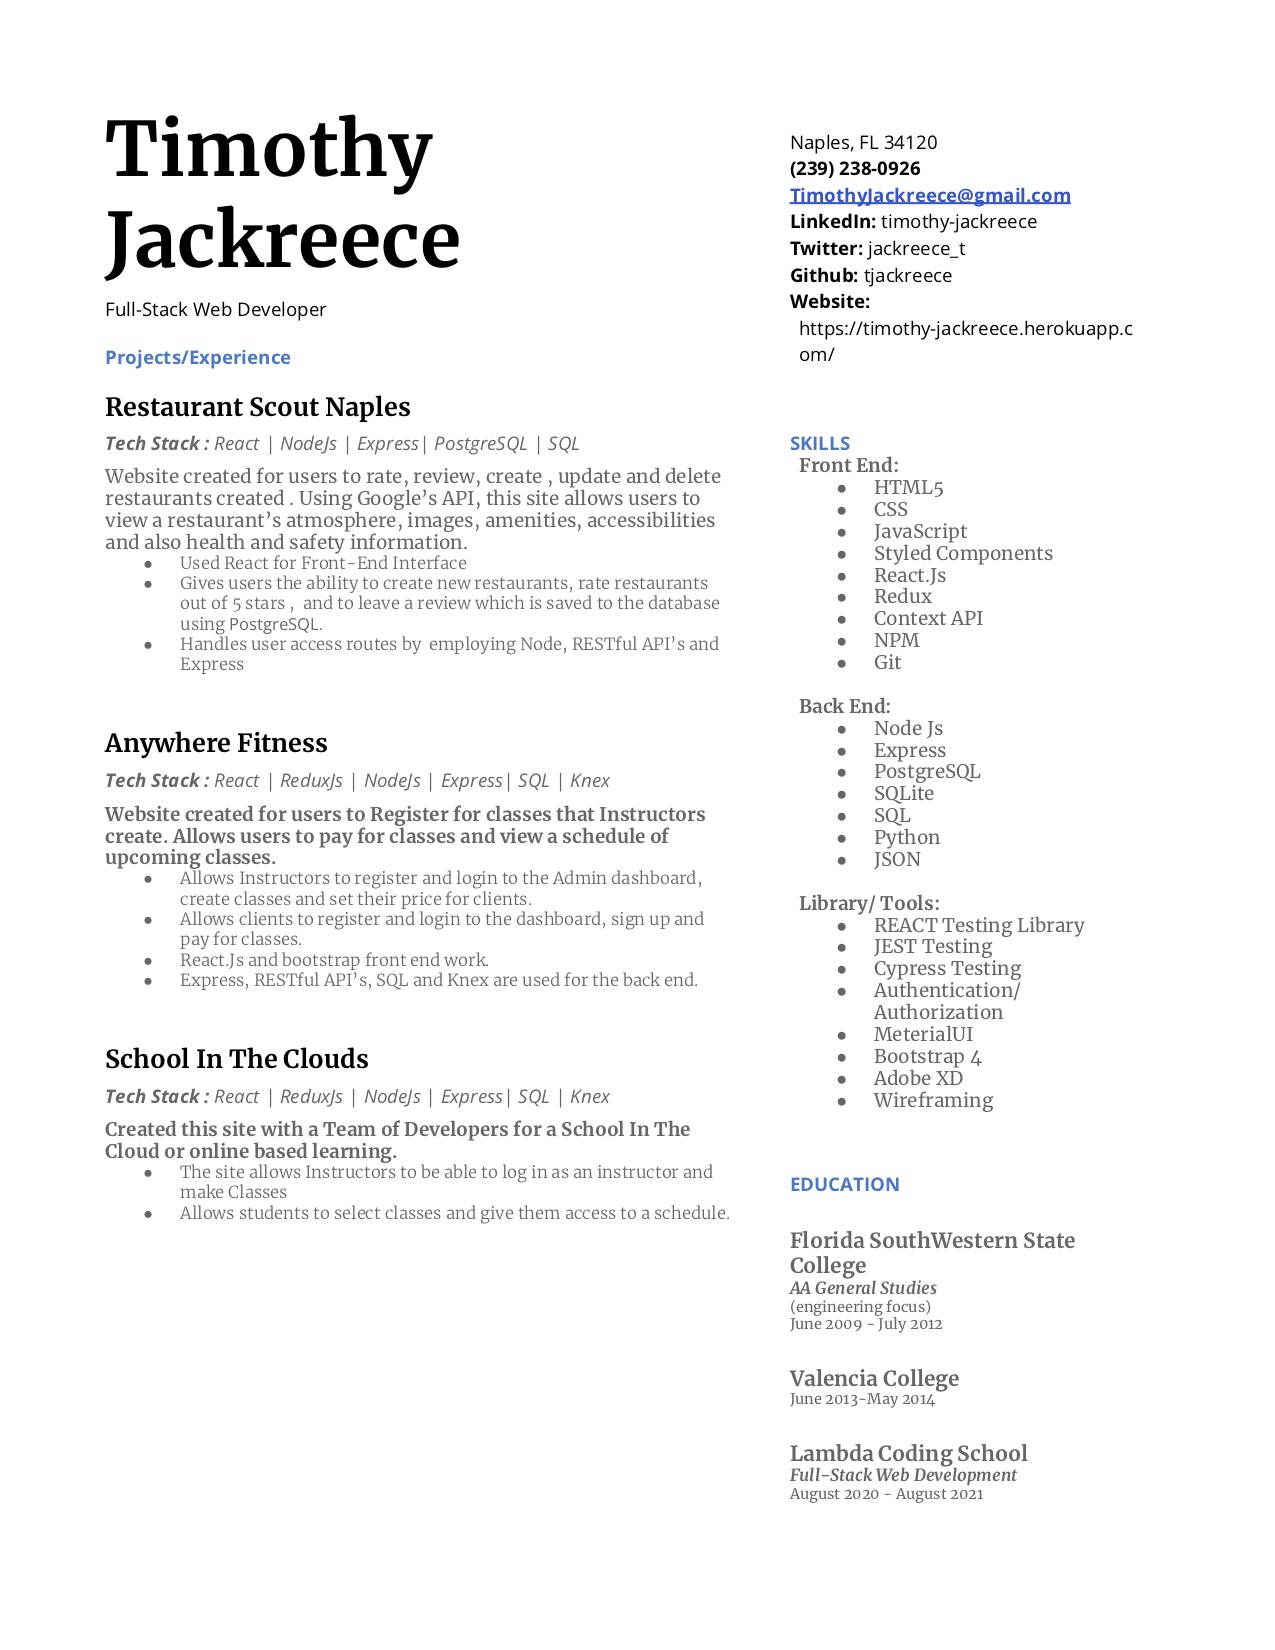 Timothy
Jackreece
Full-Stack Web Developer
Projects/Experience
Restaurant Scout Naples
Tech Stack : React | NodeJs | Express| PostgreSQL | SQL
Website created for users to rate, review, create , update and delete
restaurants created . Using Google’s API, this site allows users to
view a restaurant’s atmosphere, images, amenities, accessibilities
and also health and safety information.
● Used React for Front-End Interface
● Gives users the ability to create new restaurants, rate restaurants
out of 5 stars ,  and to leave a review which is saved to the database
using PostgreSQL.
● Handles user access routes by  employing Node, RESTful API’s and
Express
Anywhere Fitness
Tech Stack : React | ReduxJs | NodeJs | Express| SQL | Knex
Website created for users to Register for classes that Instructors
create. Allows users to pay for classes and view a schedule of
upcoming classes.
● Allows Instructors to register and login to the Admin dashboard,
create classes and set their price for clients.
● Allows clients to register and login to the dashboard, sign up and
pay for classes.
● React.Js and bootstrap front end work.
● Express, RESTful API’s, SQL and Knex are used for the back end.
School In The Clouds
Tech Stack : React | ReduxJs | NodeJs | Express| SQL | Knex
Created this site with a Team of Developers for a School In The
Cloud or online based learning.
● The site allows Instructors to be able to log in as an instructor and
make Classes
● Allows students to select classes and give them access to a schedule.
Naples, FL 34120
(239) 238-0926
TimothyJackreece@gmail.com
LinkedIn: timothy-jackreece
Twitter: jackreece_t
Github: tjackreece
Website:
https://timothy-jackreece.herokuapp.c
om/
SKILLS
Front End:
● HTML5
● CSS
● JavaScript
● Styled Components
● React.Js
● Redux
● Context API
● NPM
● Git
Back End:
● Node Js
● Express
● PostgreSQL
● SQLite
● SQL
● Python
● JSON
Library/ Tools:
● REACT Testing Library
● JEST Testing
● Cypress Testing
● Authentication/
Authorization
● MeterialUI
● Bootstrap 4
● Adobe XD
● Wireframing
EDUCATION
Florida SouthWestern State
College
AA General Studies
(engineering focus)
June 2009 - July 2012
Valencia College
June 2013-May 2014
Lambda Coding School
Full-Stack Web Development
August 2020 - August 2021